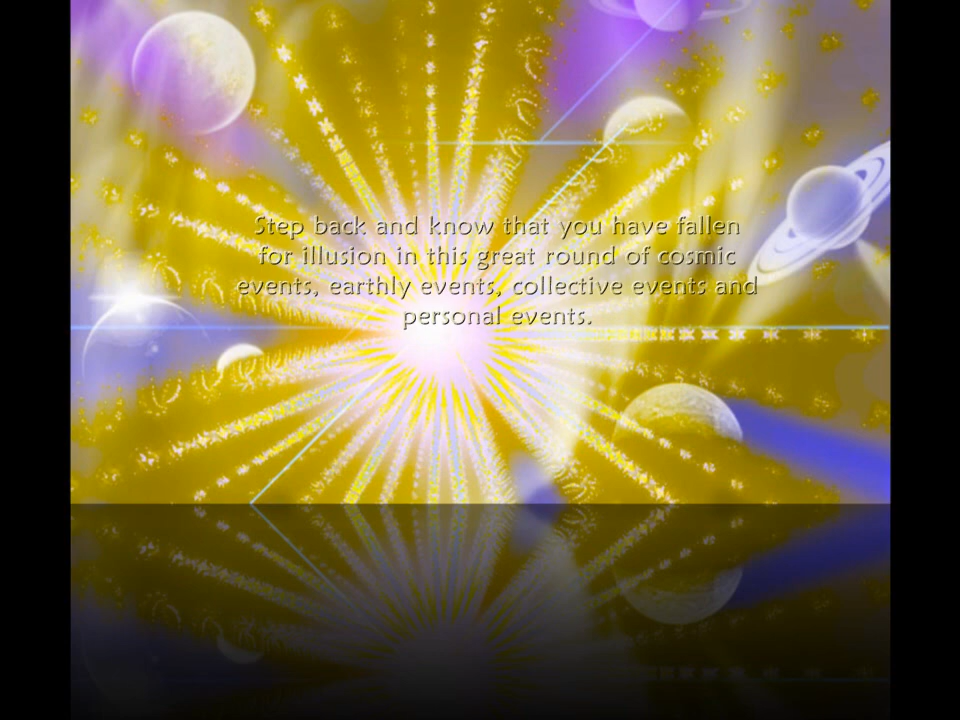 Step back and know that you have fallen
for illusion in this great round of cosmic
events, earthly events, collective events and
personal events.